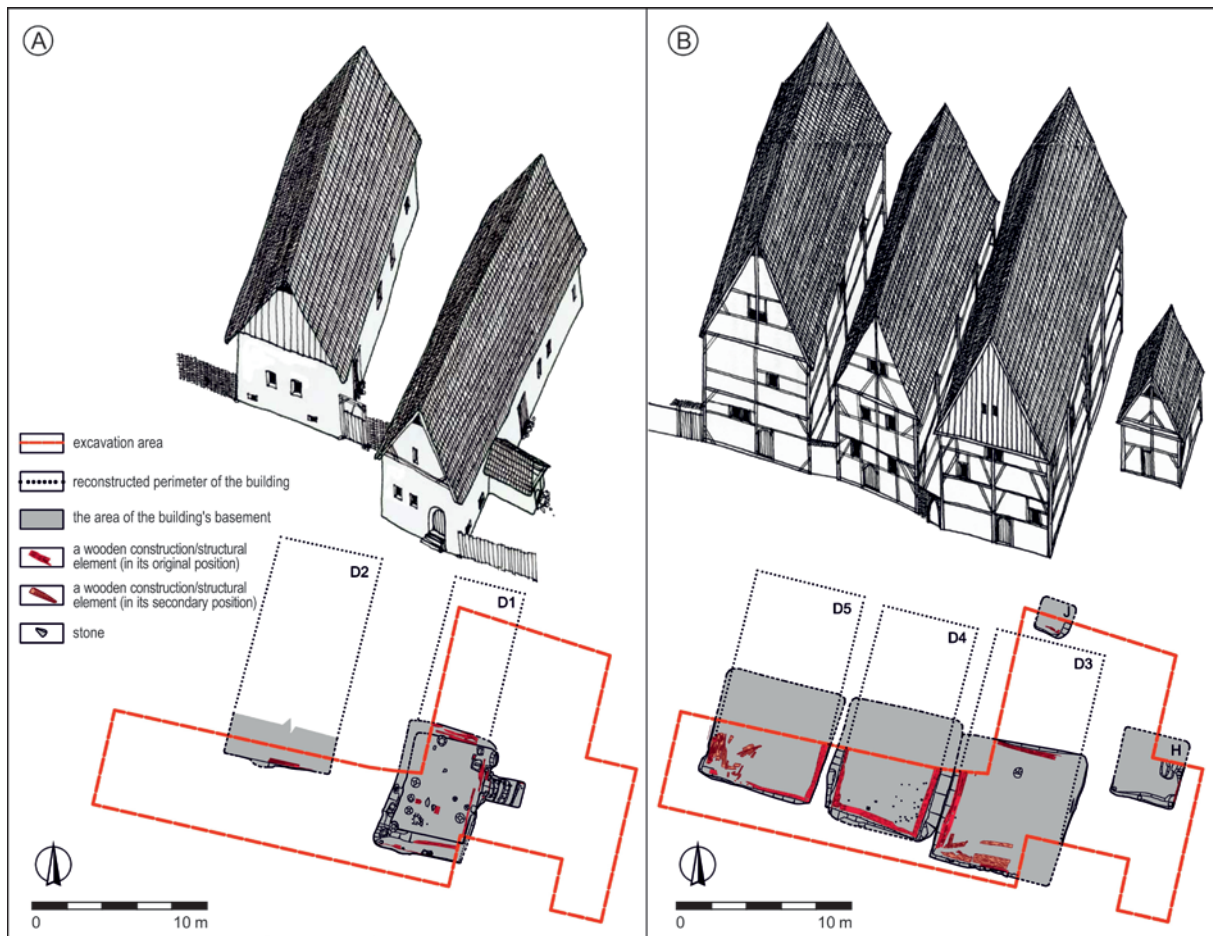 A
B
excavation area
reconstructed perimeter of the building
the area of the building's basement
a wooden construction/structural
element (in its original position)
a wooden construction/structural
element (in its secondary position)
stone
D2
D1
D5
D4
D3
J
H
0
10 m
0
10 m